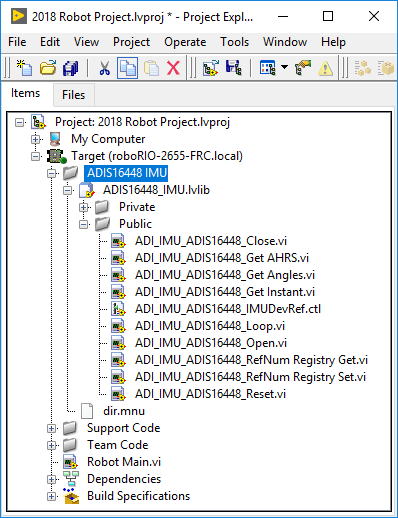 2018 Robot Project.lvproj * - Project Expl...
File Edit View Project Operate Tools Window Help
Items Files
Project: 2018 Robot Project.lvproj
My Computer
Target (roboRIO-2655-FRC.local)
ADIS16448 IMU
ADIS16448_IMU.lvlib
Private
Public
ADI_IMU_ADIS16448_Close.vi
ADI_IMU_ADIS16448_Get AHRS.vi
ADI_IMU_ADIS16448_Get Angles.vi
ADI_IMU_ADIS16448_Get Instant.vi
ADI_IMU_ADIS16448_IMUDevRef.ctl
ADI_IMU_ADIS16448_Loop.vi
ADI_IMU_ADIS16448_Open.vi
ADI_IMU_ADIS16448_RefNum Registry Get.vi
ADI_IMU_ADIS16448_RefNum Registry Set.vi
ADI_IMU_ADIS16448_Reset.vi
dir.mnu
Support Code
Team Code
Robot Main.vi
Dependencies
Build Specifications